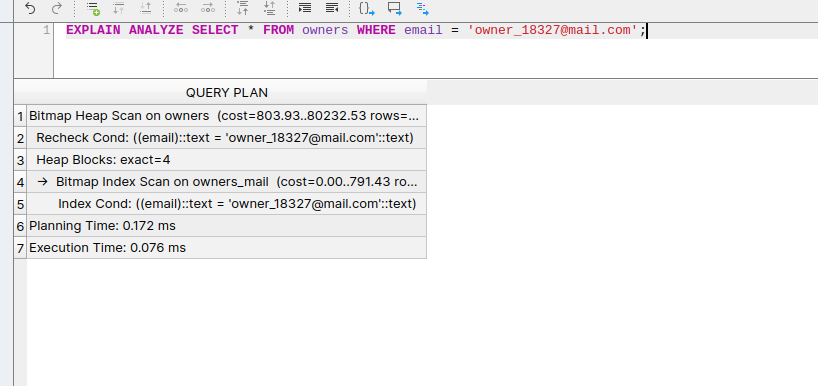 1 EXPLAIN ANALYZE SELECT * FROM owners WHERE email = 'owner_18327@mail.com';
QUERY PLAN
1 Bitmap Heap Scan on owners (cost=803.93..80232.53 rows=...
2 Recheck Cond: ((email)::text = 'owner_18327@mail.com'::text)
3 Heap Blocks: exact=4
4 → Bitmap Index Scan on owners_mail (cost=0.00..791.43 ro...
5 Index Cond: ((email)::text = 'owner_18327@mail.com'::text)
6 Planning Time: 0.172 ms
7 Execution Time: 0.076 ms